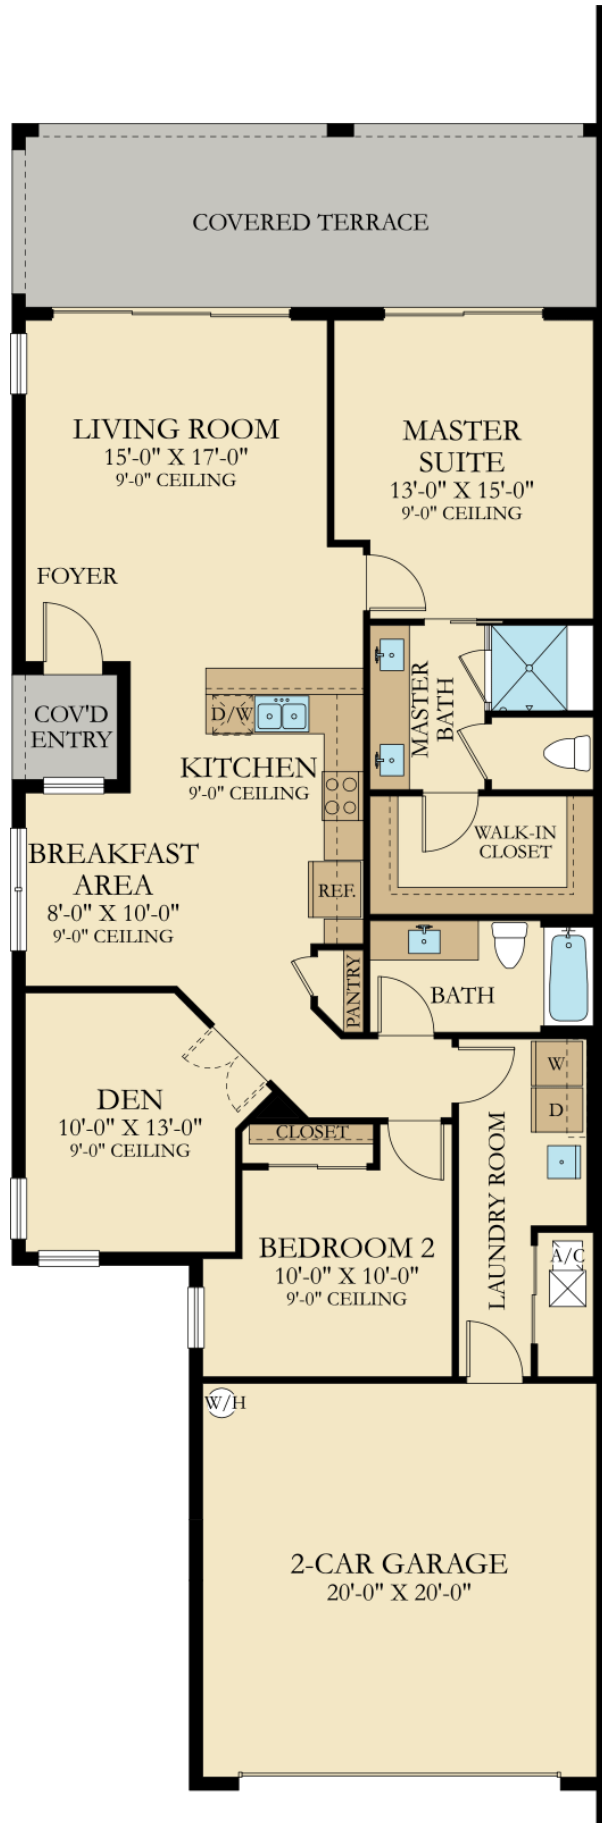 COVERED TERRACE
LIVING ROOM
15'-0" X 17'-0"
9'-0" CEILING
MASTER
SUITE
13'-0" X 15'-0"
9'-0" CEILING
FOYER
COV'D
ENTRY
D/W
KITCHEN
9'-0" CEILING
MASTER
BATH
WALK-IN
CLOSET
BREAKFAST
AREA
8'-0" X 10'-0"
9'-0" CEILING
REF.
PANTRY
BATH
DEN
10'-0" X 13'-0"
9'-0" CEILING
CLOSET
W
D
LAUNDRY ROOM
BEDROOM 2
10'-0" X 10'-0"
9'-0" CEILING
A/C
W/H
2-CAR GARAGE
20'-0" X 20'-0"